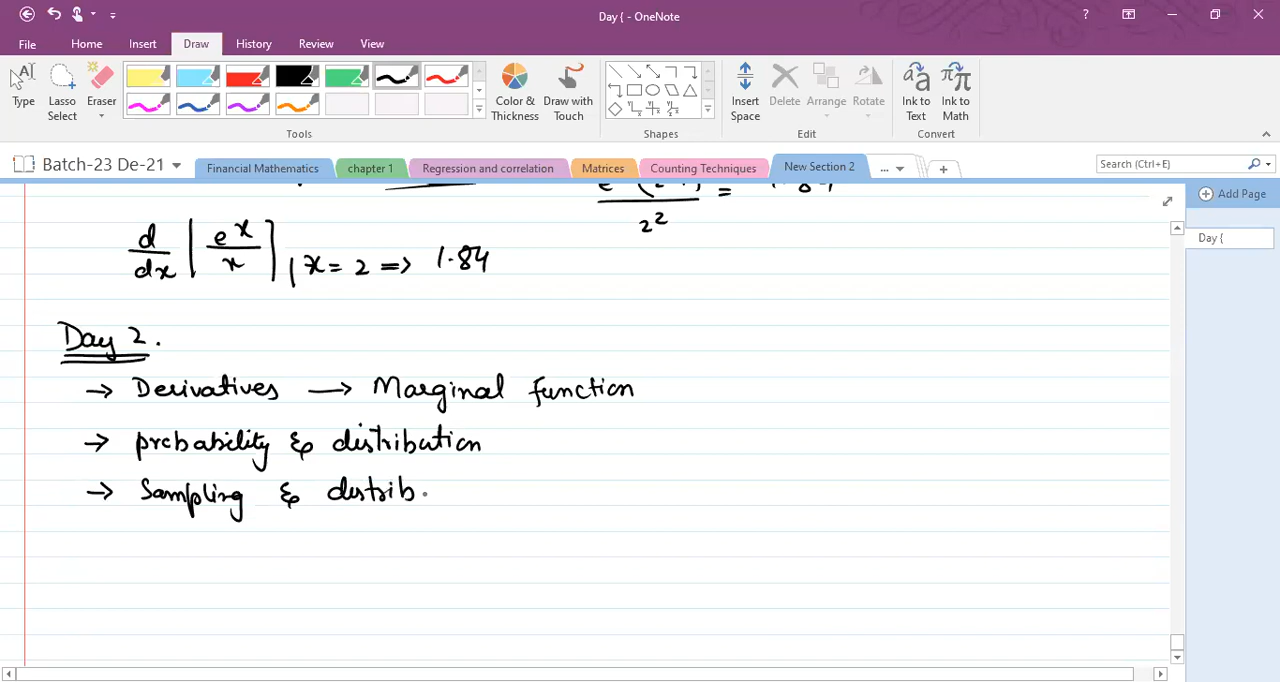 Day { - OneNote
?
File Home Insert Draw History Review View
Type
Lasso Select
Eraser
Color & Thickness
Draw with Touch
Insert Space
Delete
Arrange
Rotate
Ink to Text
Ink to Math
Tools
Shapes
Edit
Convert
Batch-23 De-21
Financial Mathematics
chapter 1
Regression and correlation
Matrices
Counting Techniques
New Section 2
...
Search (Ctrl+E)
Add Page
Day {
2²
d/dx [eˣ/x] | x = 2 => 1.84
Day 2.
→ Derivatives → Marginal function
→ probability & distribution
→ Sampling & distrib